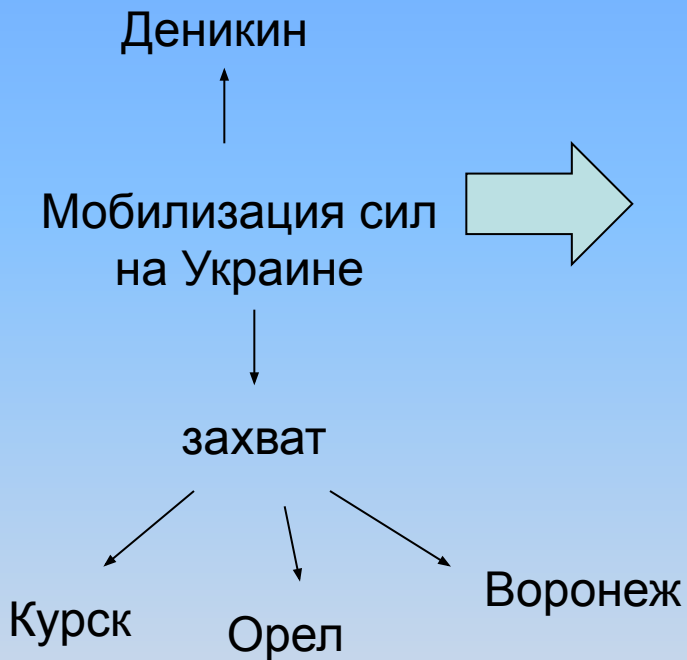 Деникин
Мобилизация сил
на Украине
захват
Курск
Орел
Воронеж